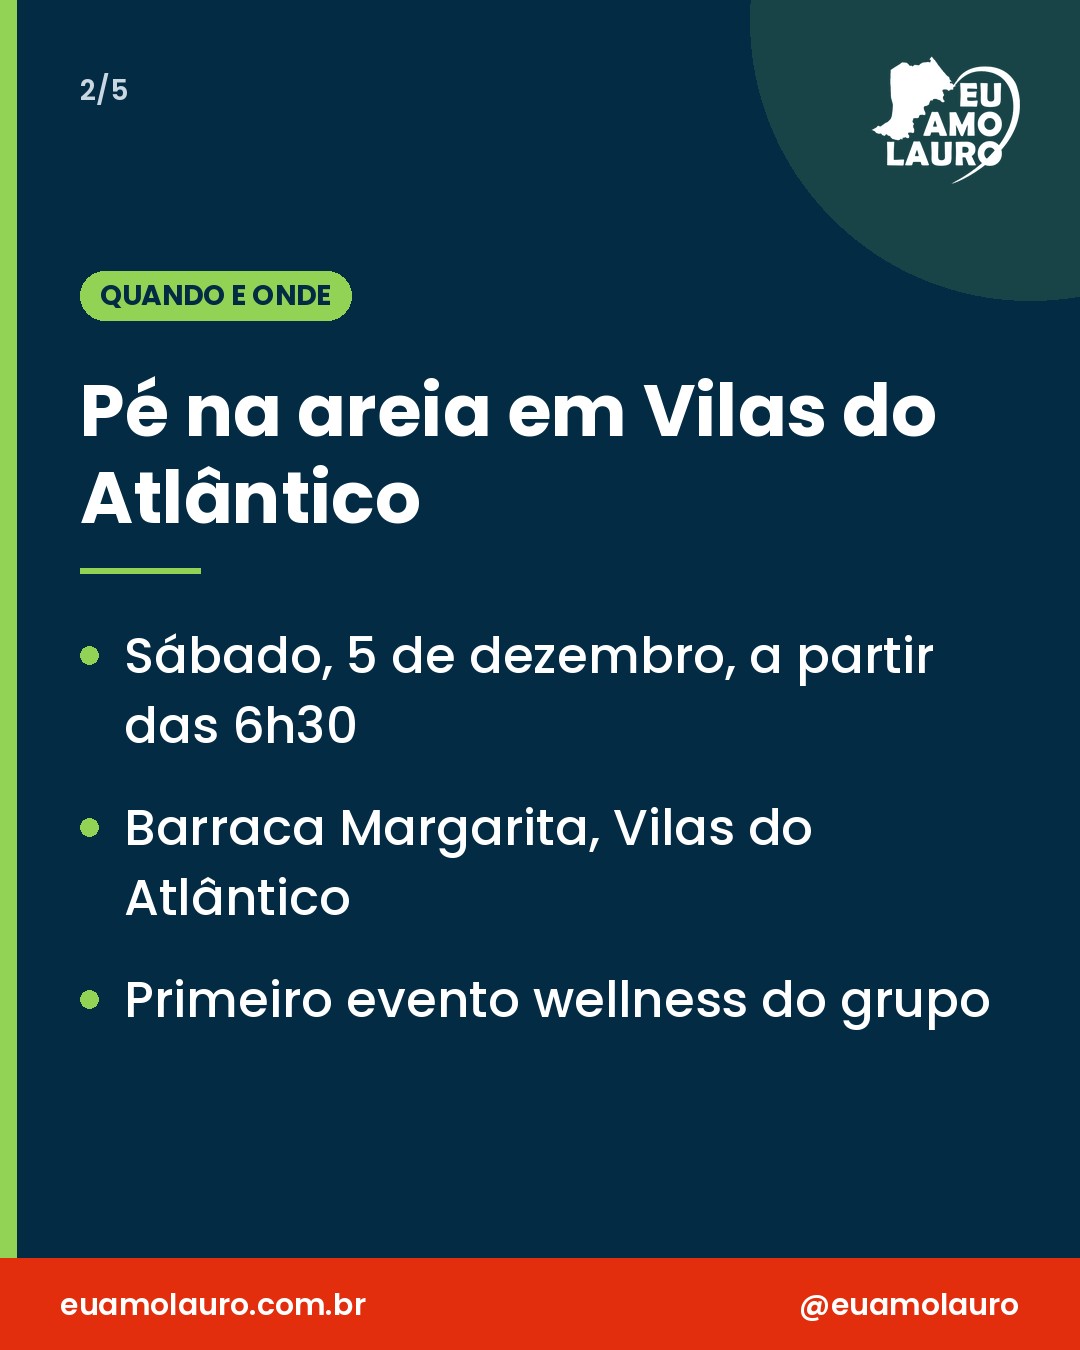 2/5
EU
AMO
LAURO
QUANDO E ONDE
Pé na areia em Vilas do
Atlântico
Sábado, 5 de dezembro, a partir
das 6h30
Barraca Margarita, Vilas do
Atlântico
Primeiro evento wellness do grupo
euamolauro.com.br
@euamolauro